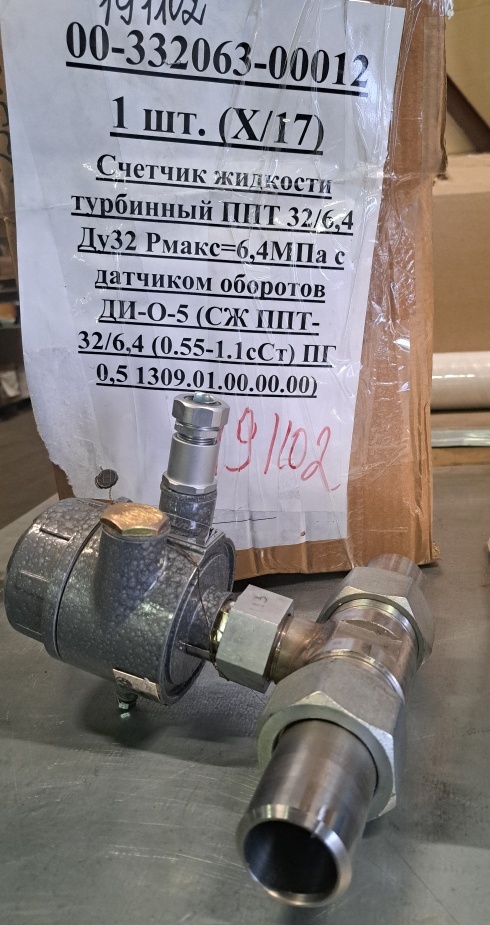 191102
00-332063-00012
1 шт. (X/17)
Счетчик жидкости
турбинный ППТ 32/6,4
Ду32 Рмакс=6,4МПа с
датчиком оборотов
ДИ-О-5 (СЖ ППТ-
32/6,4 (0.55-1.1сСт) ПГ
0,5 1309.01.00.00.00)
191102